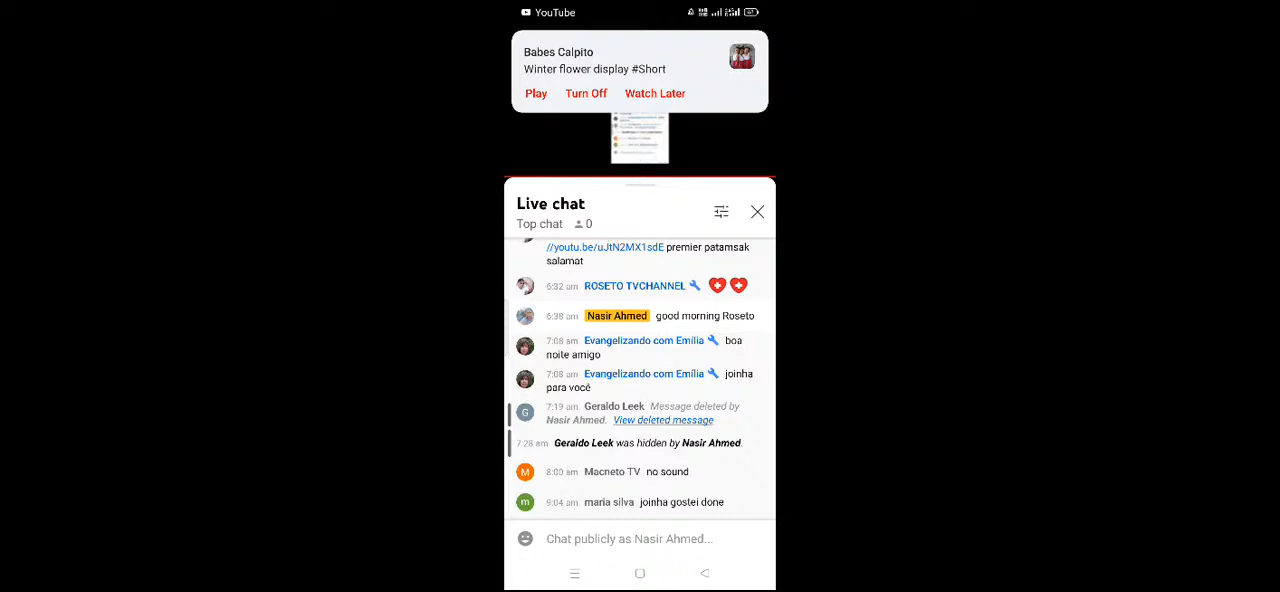 YouTube
Babes Calpito
Winter flower display #Short
Play Turn Off Watch Later
Live chat
Top chat 0
//youtu.be/uJtN2MX1sdE premier patamsak
salamat
6:32 am ROSETO TVCHANNEL
6:38 am Nasir Ahmed good morning Roseto
7:08 am Evangelizando com Emília boa
noite amigo
7:08 am Evangelizando com Emília joinha
para você
G 7:19 am Geraldo Leek Message deleted by
Nasir Ahmed. View deleted message
7:28 am Geraldo Leek was hidden by Nasir Ahmed.
M 8:00 am Macneto TV no sound
m 9:04 am maria silva joinha gostei done
Chat publicly as Nasir Ahmed...